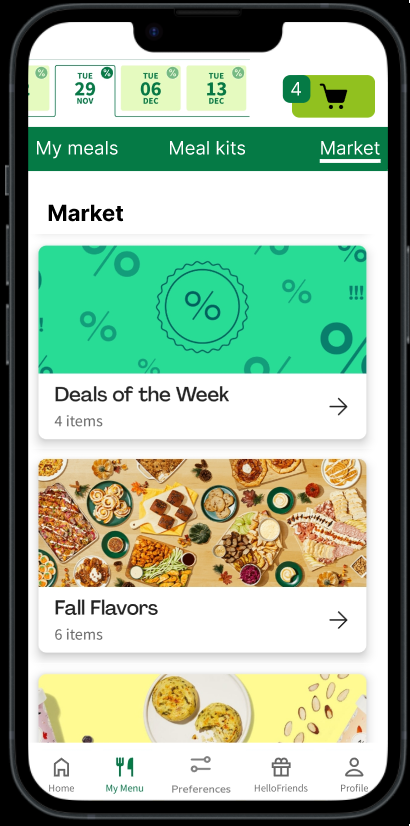 %
TUE
29
NOV
%
TUE
06
DEC
%
TUE
13
DEC
%
4
My meals
Meal kits
Market
Market
%
%
%
%
!!!
%
Deals of the Week
4 items
Fall Flavors
6 items
Home
My Menu
Preferences
HelloFriends
Profile